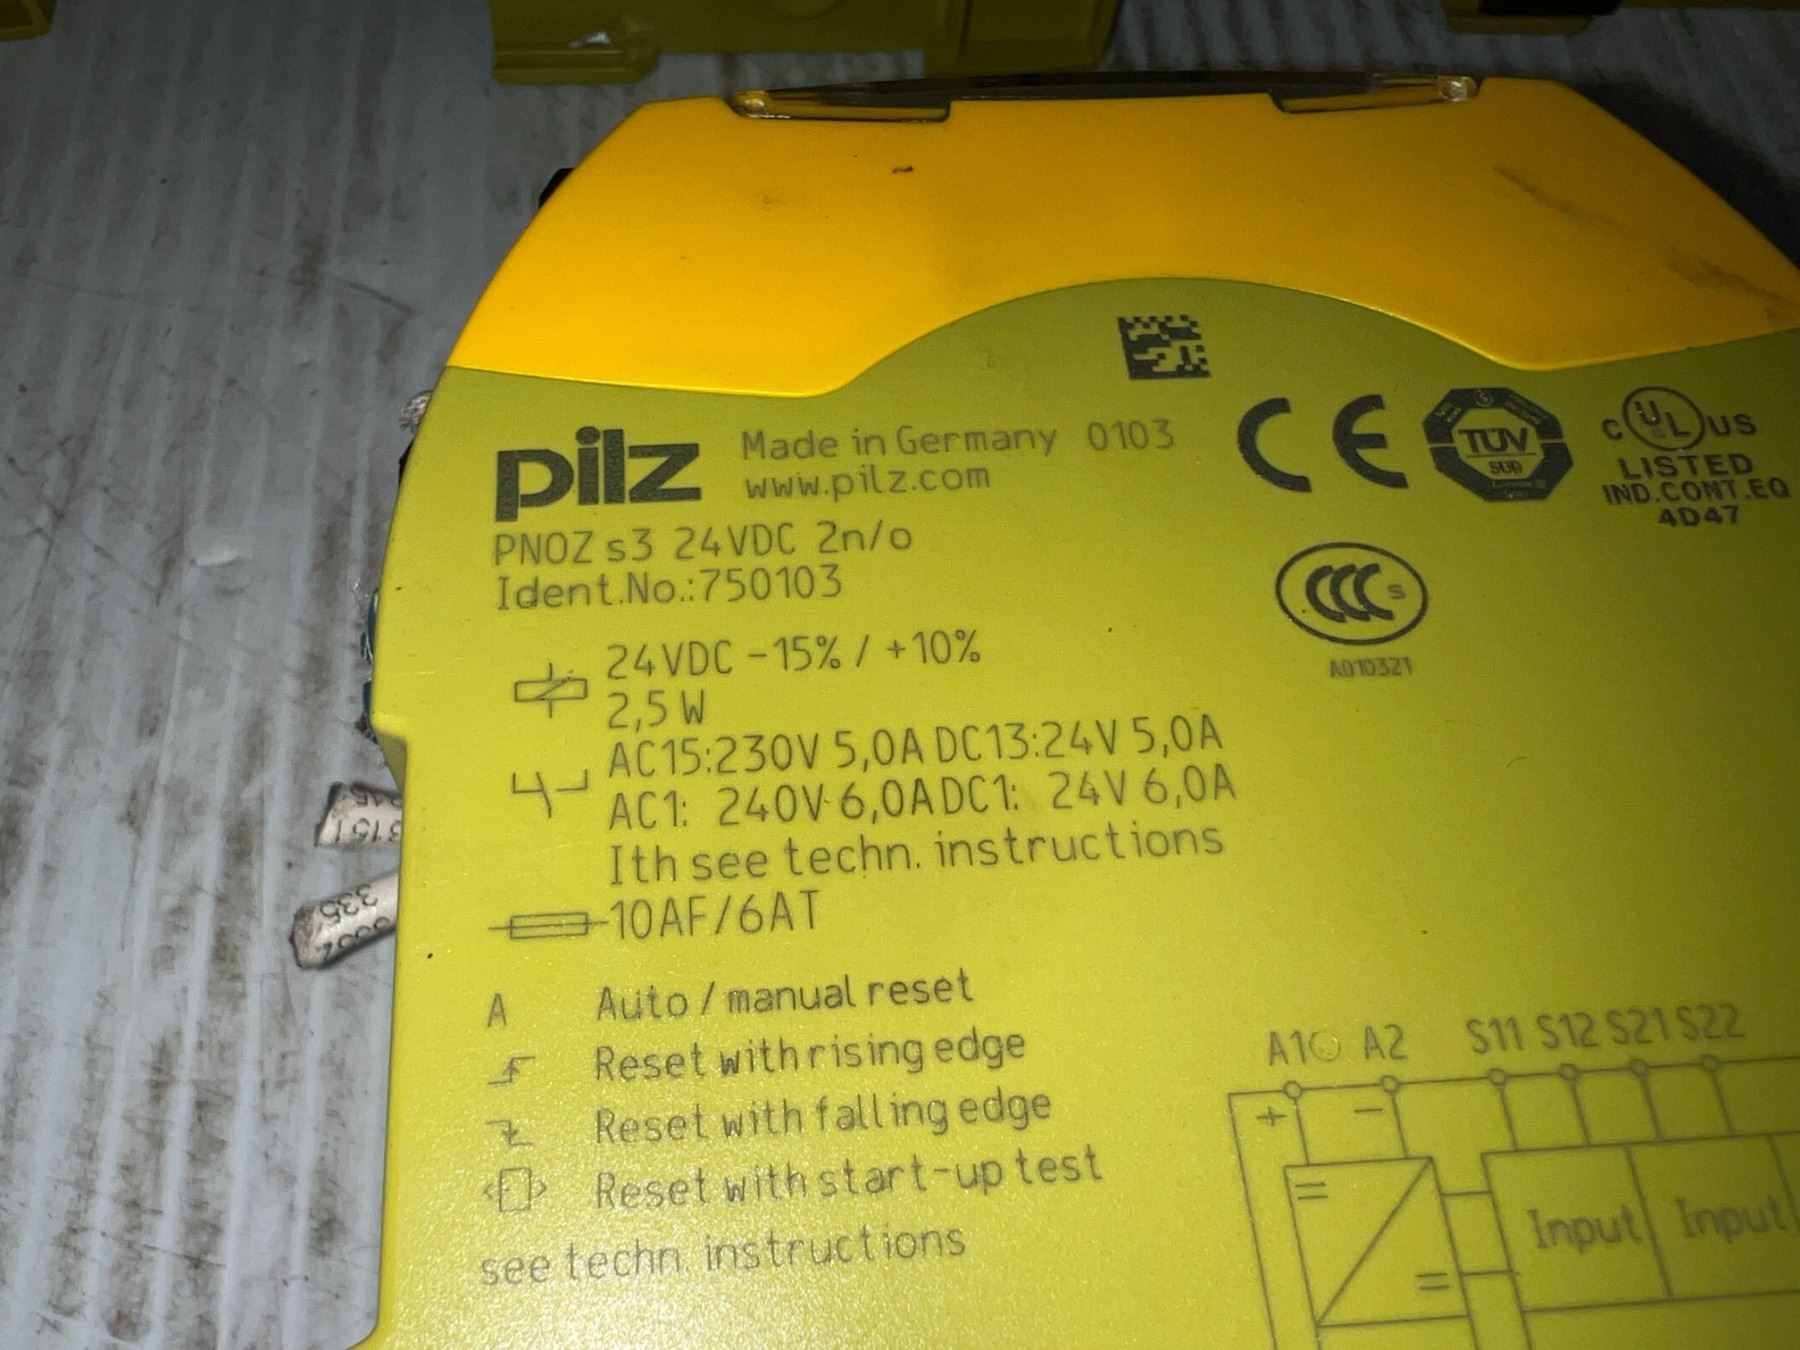 pilz Made in Germany 0103
www.pilz.com
PNOZ s3 24VDC 2n/o
Ident.No.:750103
CE
TÜV
SÜD
C UL US
LISTED
IND.CONT.EQ
4D47
CCC S
A010321
24VDC -15% / +10%
2,5 W
AC15:230V 5,0A DC13:24V 5,0A
AC1: 240V 6,0A DC1: 24V 6,0A
Ith see techn. instructions
10AF/6AT
A Auto / manual reset
Reset with rising edge
Reset with falling edge
Reset with start-up test
see techn. instructions
A1 A2 S11 S12 S21 S22
+ −
=
=
Input Input
335